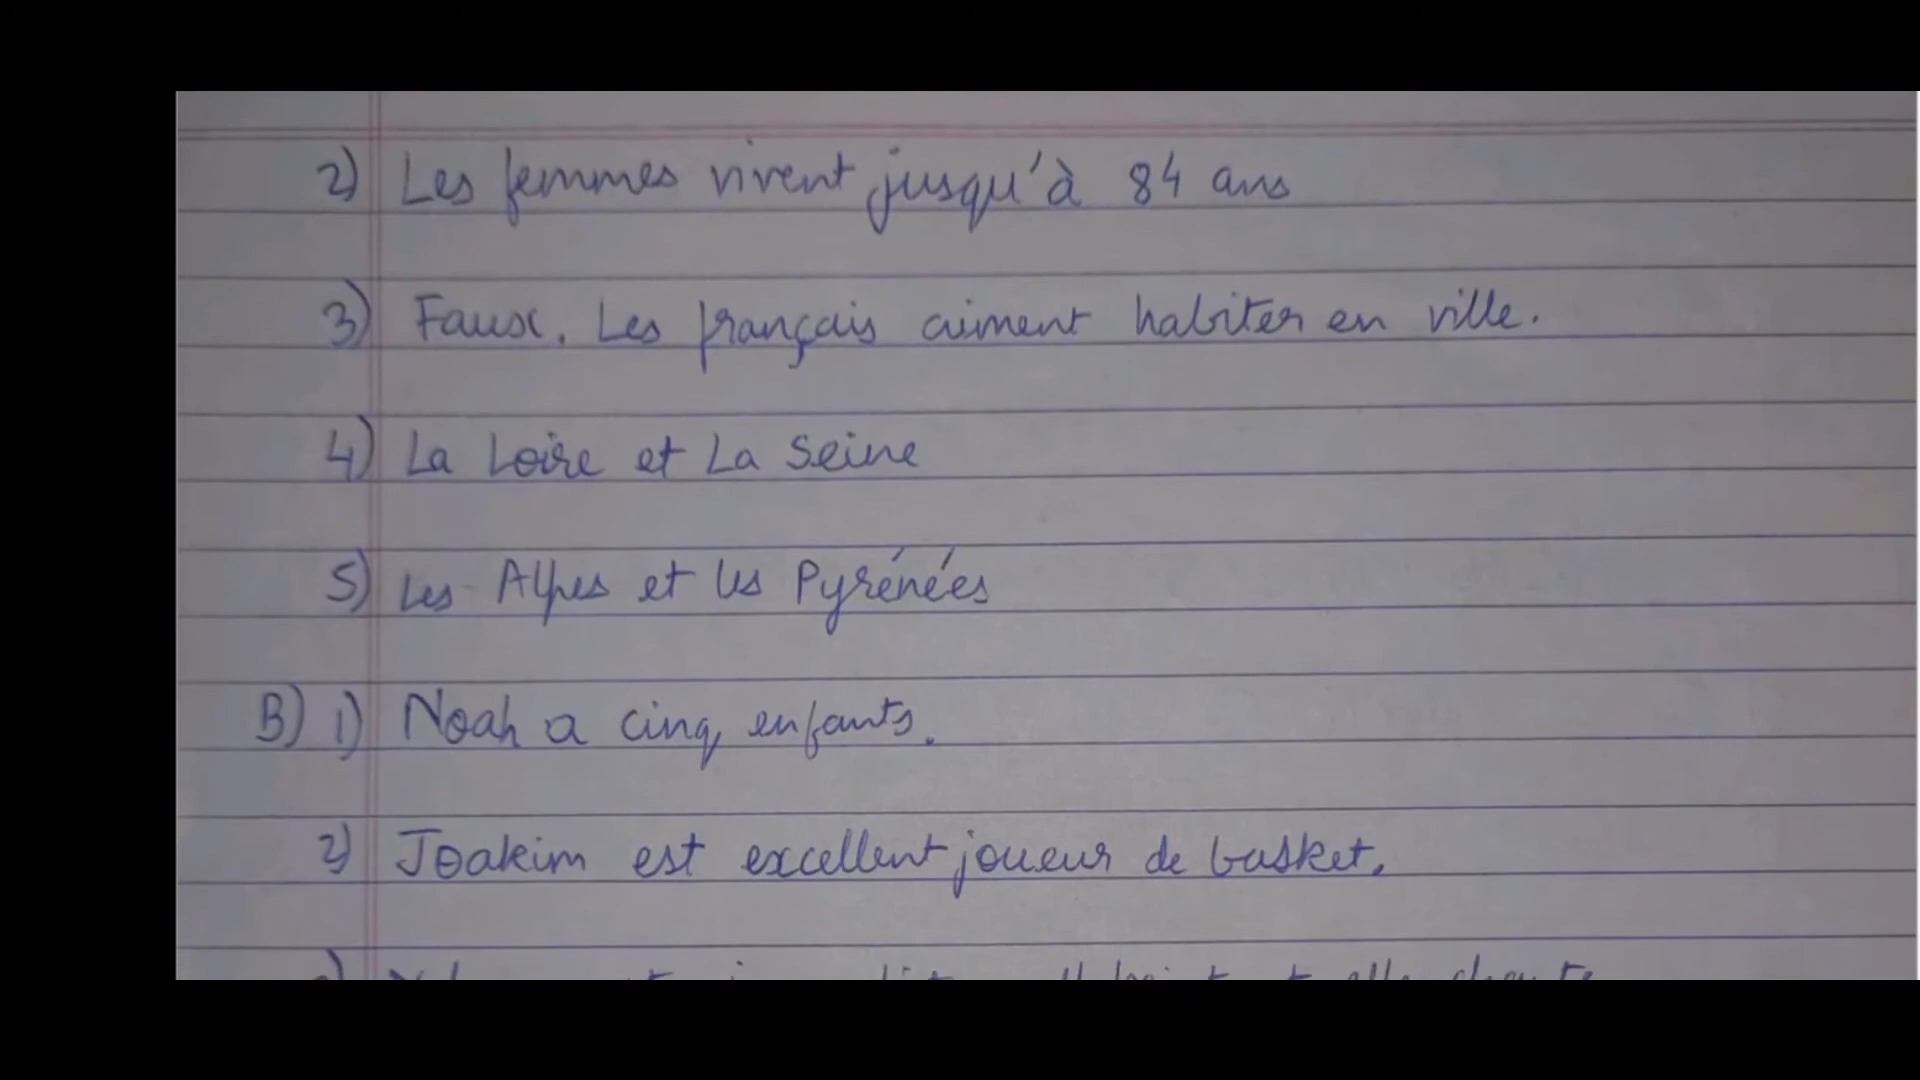 2) Les femmes vivent jusqu'à 84 ans
3) Faux. Les français aiment habiter en ville.
4) La Loire et La Seine
5) Les Alpes et les Pyrénées
B) 1) Noah a cinq enfants.
2) Joakim est excellent joueur de basket.